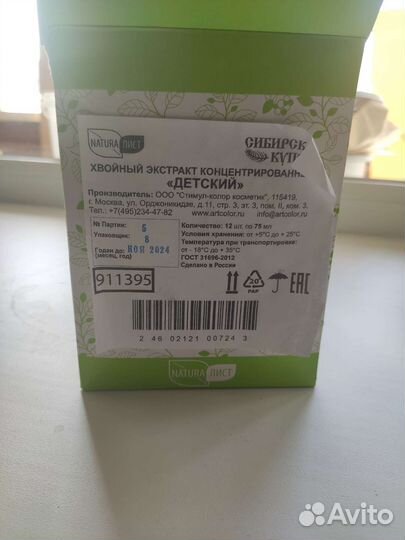 NATURA ЛИСТ
СИБИРСК
КУП
ХВОЙНЫЙ ЭКСТРАКТ КОНЦЕНТРИРОВАНН
«ДЕТСКИЙ»
Производитель: ООО "Стимул-колор косметик", 115419,
г. Москва, ул. Орджоникидзе, д.11, стр. 3, эт. 3, пом. II, ком. 3.
Тел.: +7(495)234-47-82 www.artcolor.ru info@artcolor.ru
№ Партии: 5
Упаковщик: 8
Годен до: НОЯ 2024
(месяц, год)
Количество: 12 шт. по 75 мл
Условия хранения: от +5°C до + 25°C
Температура при транспортировке:
от - 18°C до + 35°C
ГОСТ 31696-2012
Сделано в России
911395
20
PAP
EAC
2 46 02121 00724 3
NATURA ЛИСТ
Avito